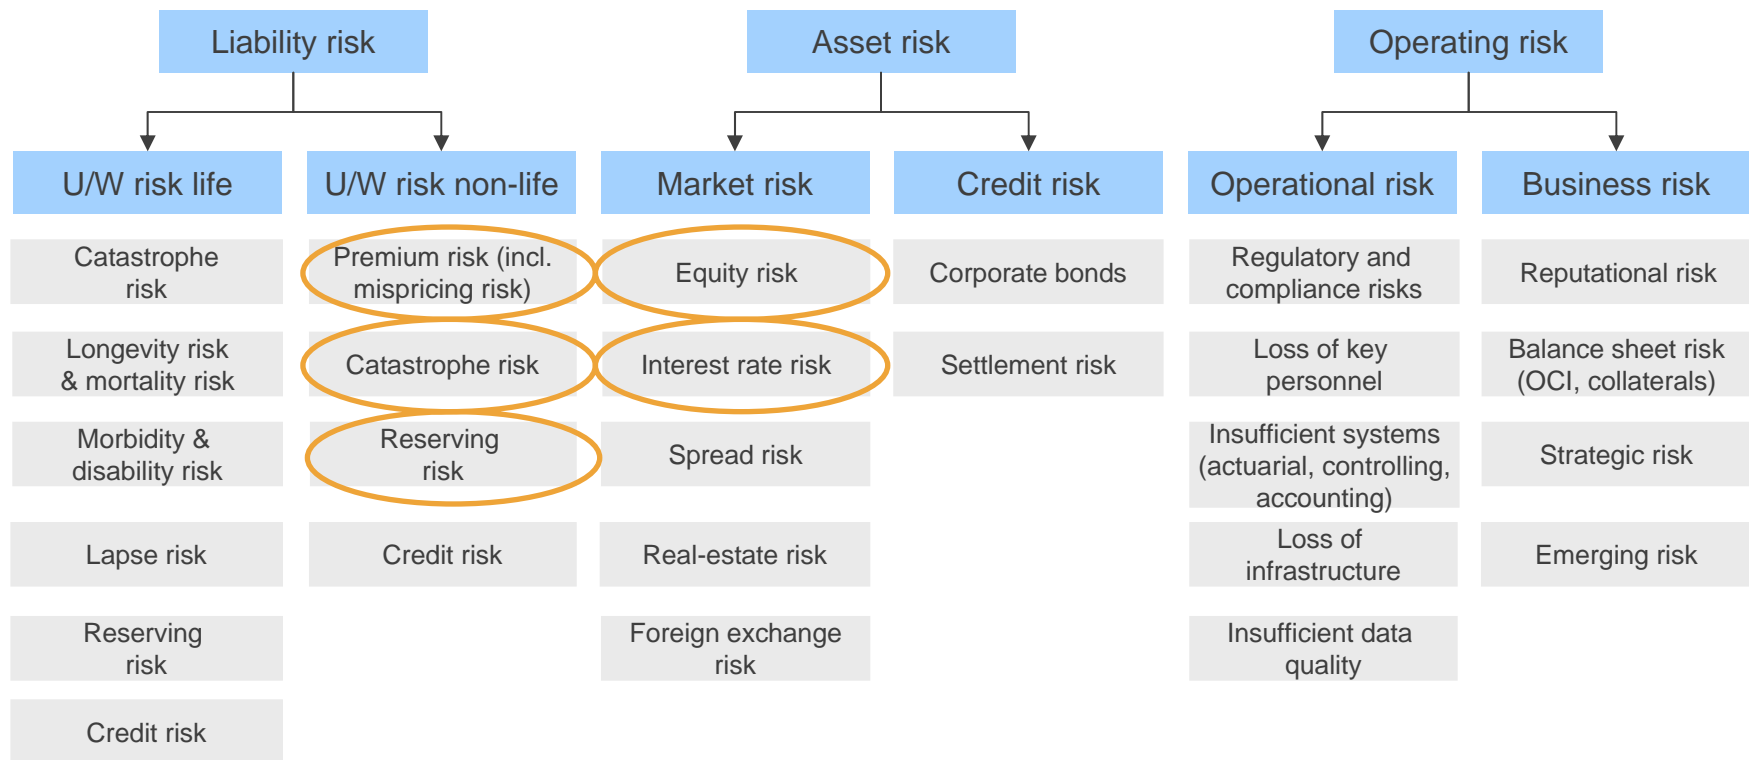 Liability risk
Asset risk
Operating risk
U/W risk life
U/W risk non-life
Market risk
Credit risk
Operational risk
Business risk
Catastrophe
risk
Longevity risk
& mortality risk
Morbidity &
disability risk
Lapse risk
Reserving
risk
Credit risk
Premium risk (incl.
mispricing risk)
Catastrophe risk
Reserving
risk
Credit risk
Equity risk
Interest rate risk
Spread risk
Real-estate risk
Foreign exchange
risk
Corporate bonds
Settlement risk
Regulatory and
compliance risks
Loss of key
personnel
Insufficient systems
(actuarial, controlling,
accounting)
Loss of
infrastructure
Insufficient data
quality
Reputational risk
Balance sheet risk
(OCI, collaterals)
Strategic risk
Emerging risk